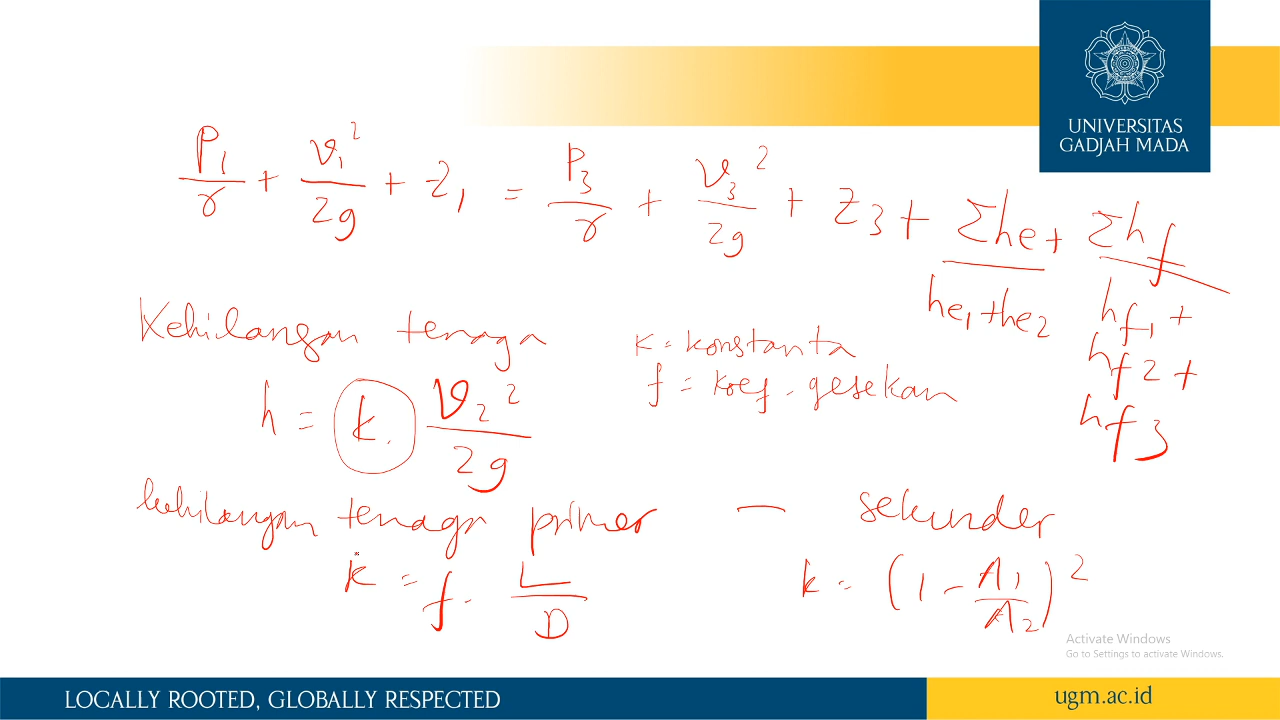 UNIVERSITAS
GADJAH MADA
P1/γ + v1²/2g + z1 = P3/γ + v3²/2g + z3 + Σhe + Σhf
he1 + he2
hf1 +
hf2 +
hf3
Kehilangan tenaga
k = konstanta
f = koef. gesekan
h = k. v2²/2g
kehilangan tenaga primer — sekunder
k = f. L/D
k = (1 - A1/A2)²
Activate Windows
Go to Settings to activate Windows.
LOCALLY ROOTED, GLOBALLY RESPECTED
ugm.ac.id